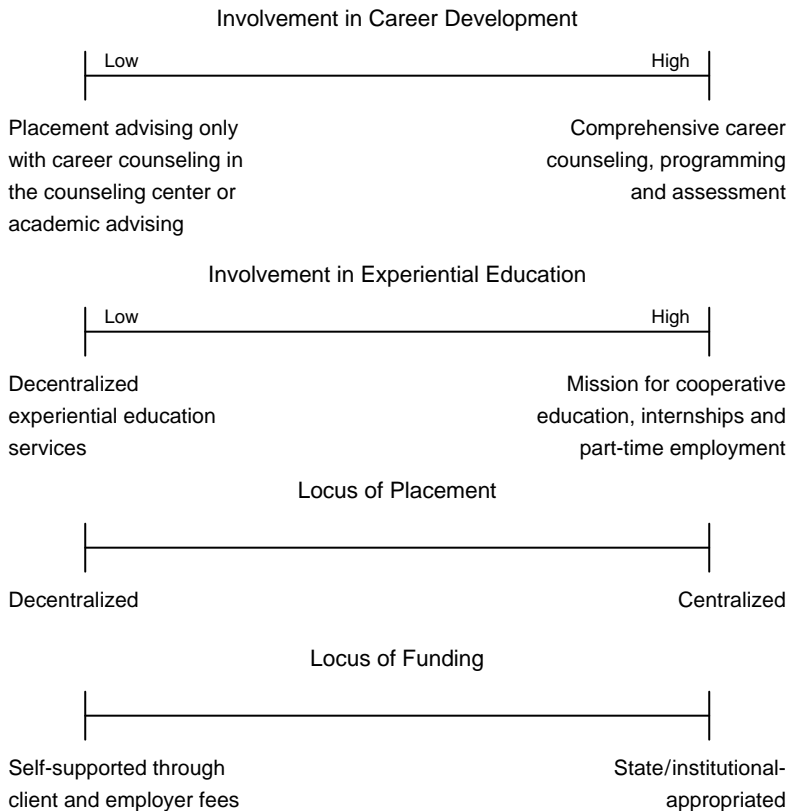 Involvement in Career Development
Low High
Placement advising only
with career counseling in
the counseling center or
academic advising
Comprehensive career
counseling, programming
and assessment
Involvement in Experiential Education
Low High
Decentralized
experiential education
services
Mission for cooperative
education, internships and
part-time employment
Locus of Placement
Decentralized Centralized
Locus of Funding
Self-supported through
client and employer fees
State/institutional-
appropriated